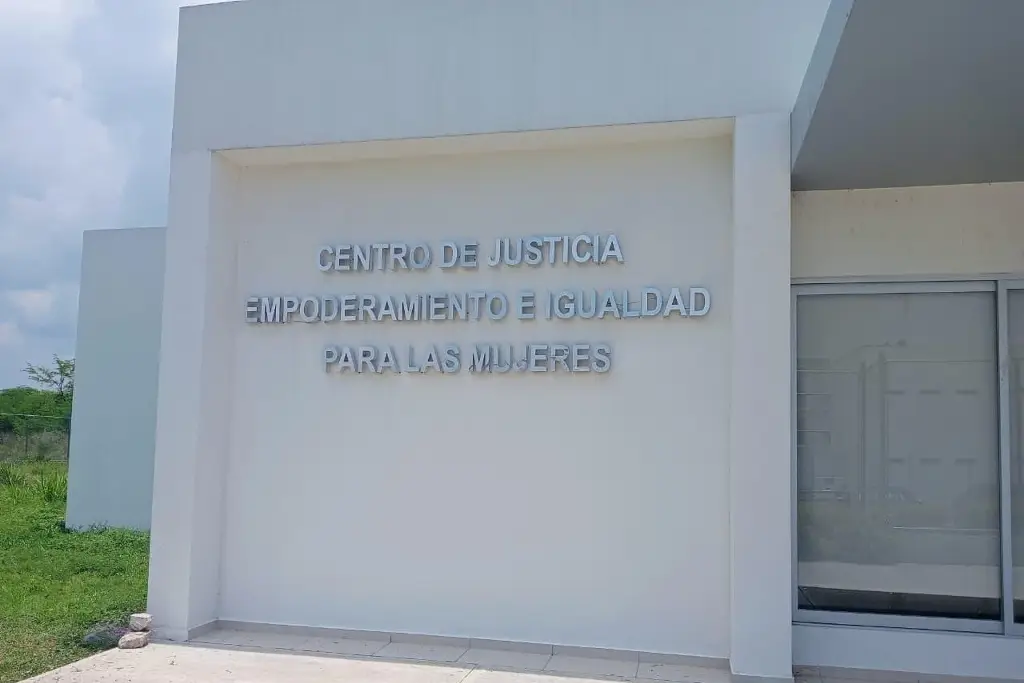 CENTRO DE JUSTICIA
EMPODERAMIENTO E IGUALDAD
PARA LAS MUJERES